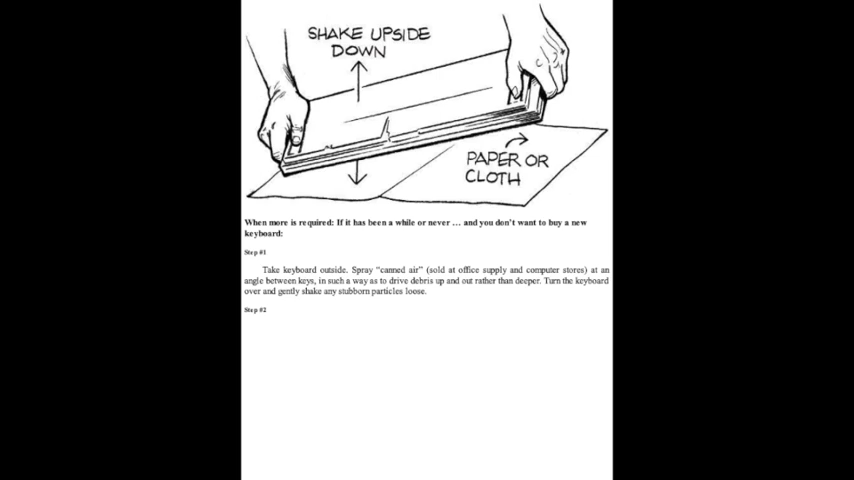 SHAKE UPSIDE
DOWN
PAPER OR
CLOTH
When more is required: If it has been a while or never … and you don't want to buy a new
keyboard:
Step #1
Take keyboard outside. Spray “canned air” (sold at office supply and computer stores) at an
angle between keys, in such a way as to drive debris up and out rather than deeper. Turn the keyboard
over and gently shake any stubborn particles loose.
Step #2